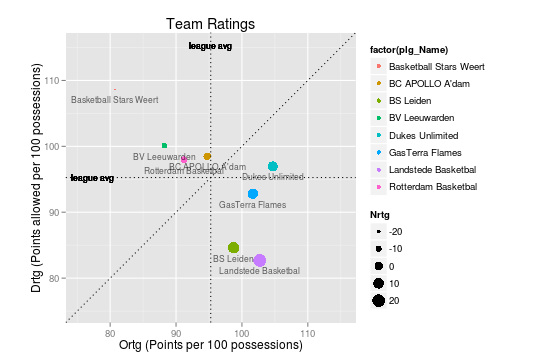 Team Ratings
league avg
110
Basketball Stars Weert
100
BV Leeuwarden
BC APOLLO A'dam
Rotterdam Basketbal
league avg
Dukes Unlimited
90
GasTerra Flames
BS Leiden
Landstede Basketbal
80
80
90
100
110
Ortg (Points per 100 possessions)
Drtg (Points allowed per 100 possessions)
factor(plg_Name)
Basketball Stars Weert
BC APOLLO A'dam
BS Leiden
BV Leeuwarden
Dukes Unlimited
GasTerra Flames
Landstede Basketbal
Rotterdam Basketbal
Nrtg
-20
-10
0
10
20